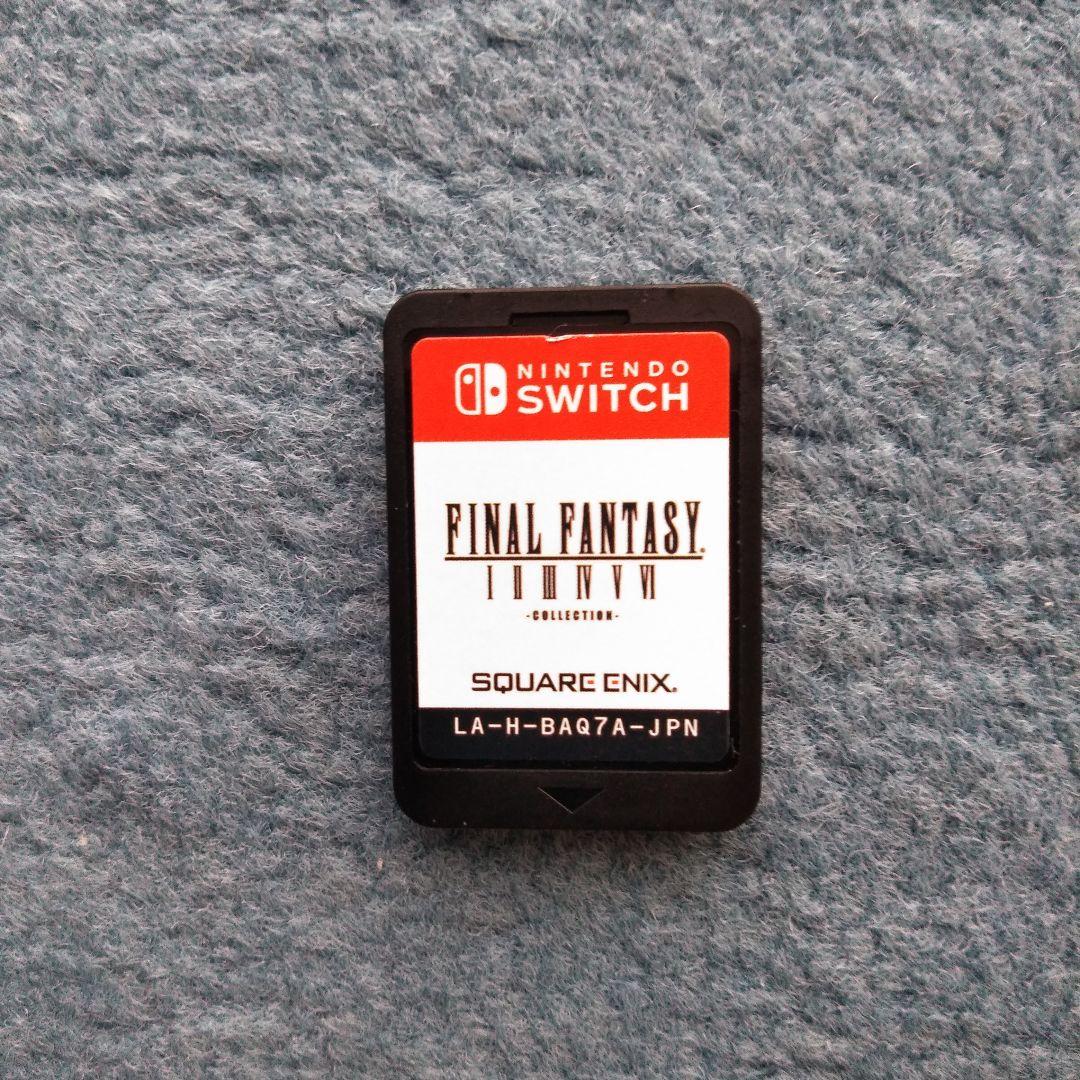 NINTENDO
SWITCH
FINAL FANTASY®
I II III IV V VI
-COLLECTION-
SQUARE ENIX®
LA-H-BAQ7A-JPN